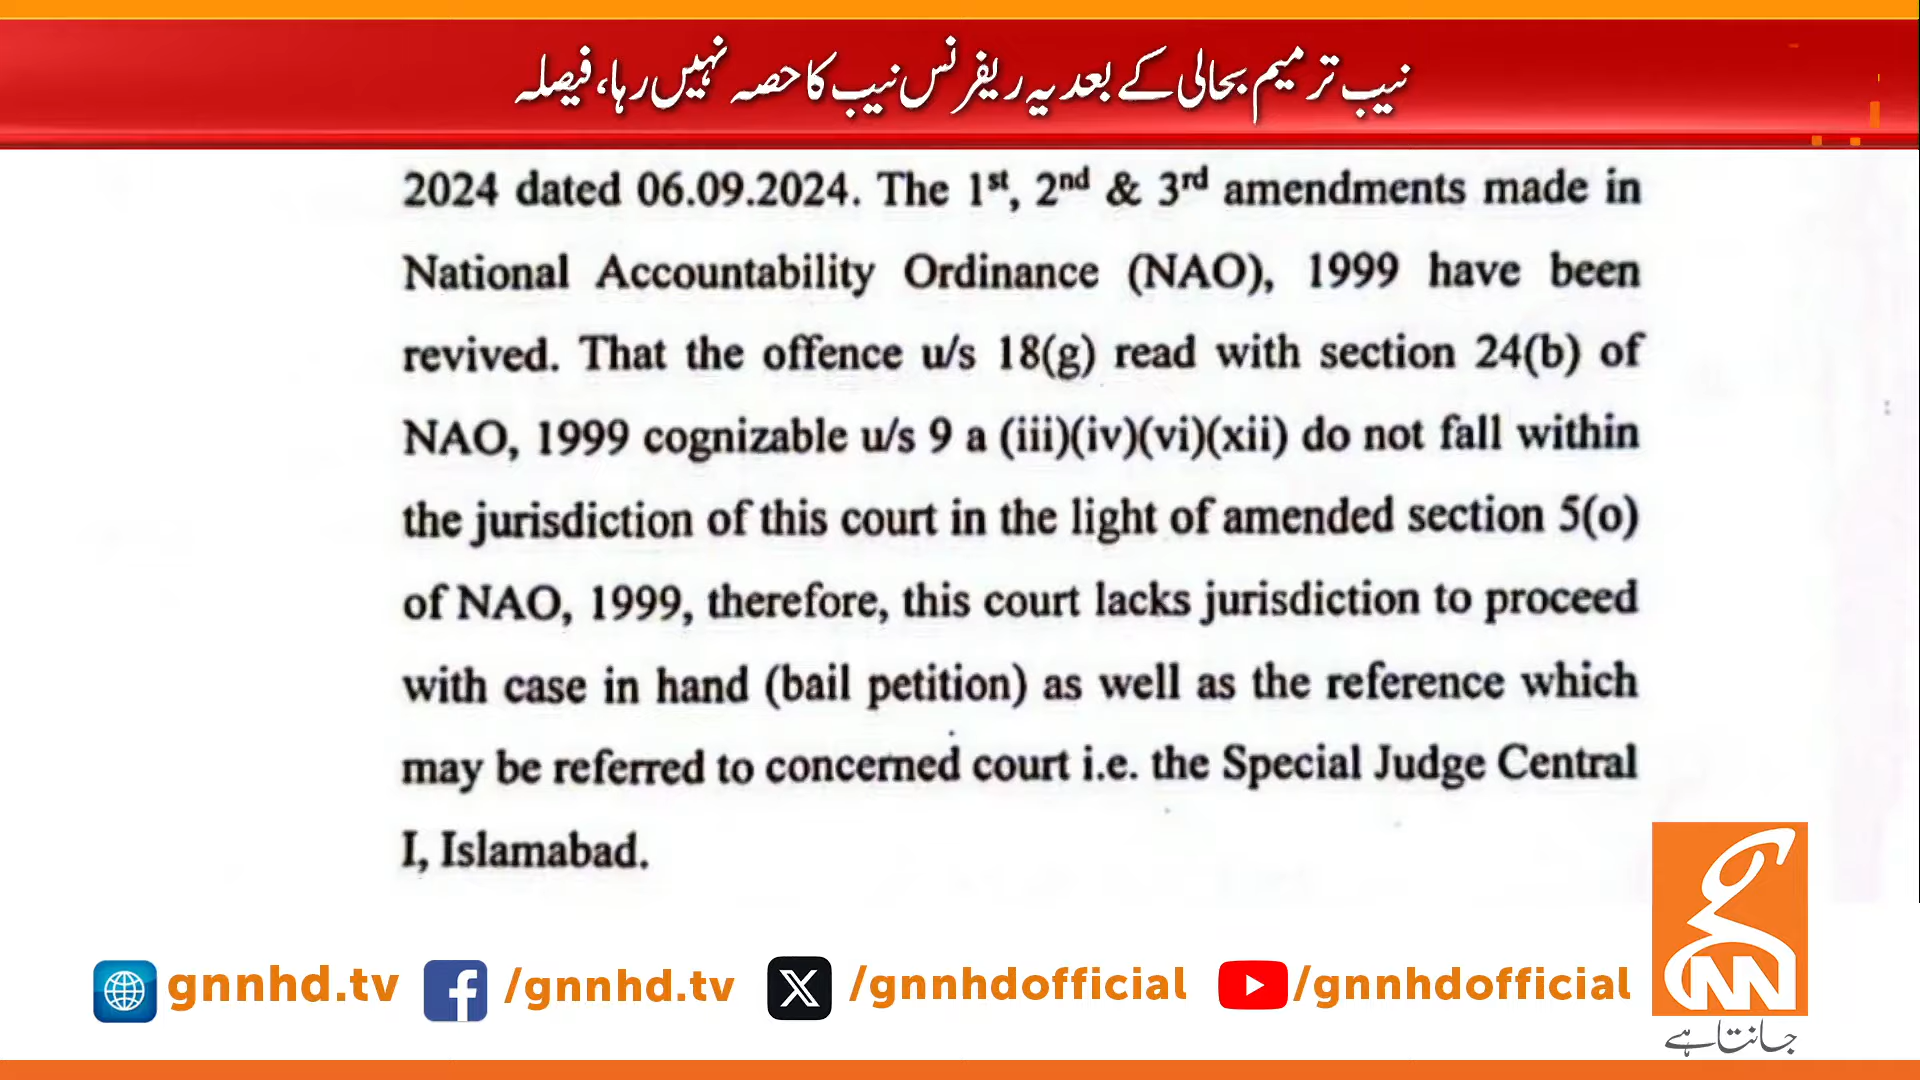 نیب ترمیم بحالی کے بعد یہ ریفرنس نیب کا حصہ نہیں رہا، فیصلہ
2024 dated 06.09.2024. The 1st, 2nd & 3rd amendments made in
National Accountability Ordinance (NAO), 1999 have been
revived. That the offence u/s 18(g) read with section 24(b) of
NAO, 1999 cognizable u/s 9 a (iii)(iv)(vi)(xii) do not fall within
the jurisdiction of this court in the light of amended section 5(o)
of NAO, 1999, therefore, this court lacks jurisdiction to proceed
with case in hand (bail petition) as well as the reference which
may be referred to concerned court i.e. the Special Judge Central
I, Islamabad.
gnnhd.tv /gnnhd.tv /gnnhdofficial /gnnhdofficial
GNN
جانتا ہے